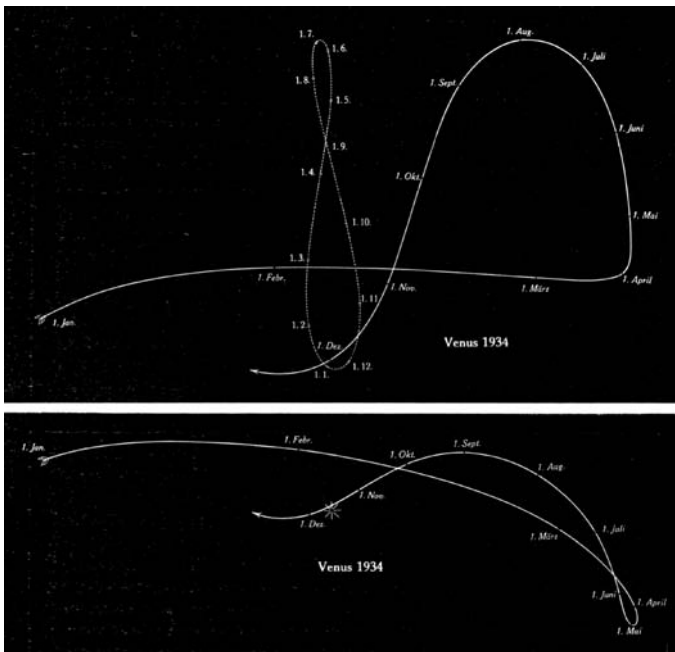 1.7.
1.6.
1. Aug.
1. Juli
1.8.
1.5.
1. Sept.
1. Juni
1.9.
1.4.
1. Okt.
1. Mai
1.10.
1.3.
1. Febr.
1. Nov.
1. März
1. April
1.11.
1. Jan.
1.2.
1. Dez.
Venus 1934
1.1.
1.12.
1. Jan.
1. Febr.
1. Okt.
1. Sept.
1. Aug.
1. Nov.
1. Dez.
1. März
1. Juli
Venus 1934
1. Juni
1. April
1. Mai